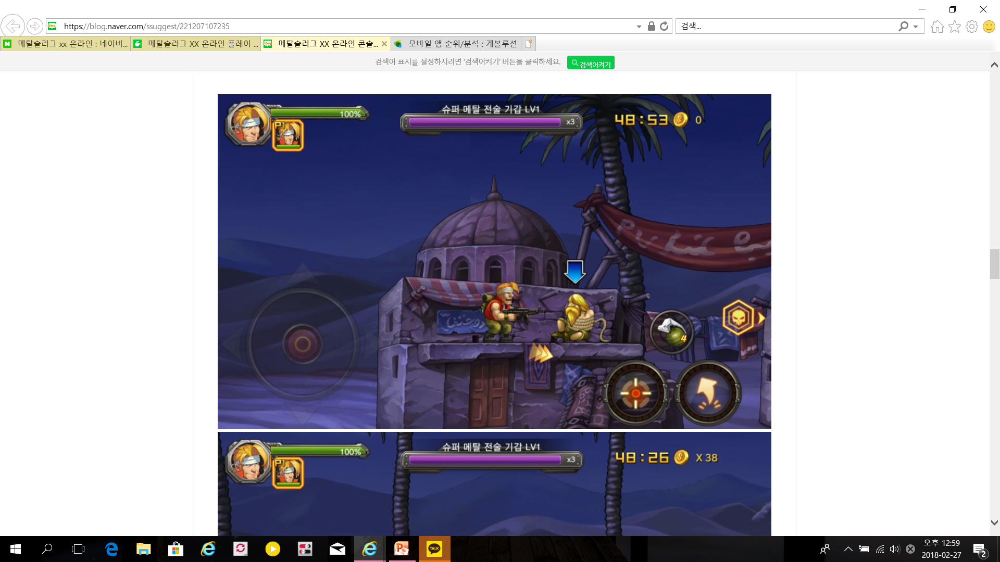 https://blog.naver.com/ssuggest/221207107235
검색...
메탈슬러그 xx 온라인 : 네이버...
메탈슬러그 XX 온라인 플레이 ...
메탈슬러그 XX 온라인 콘솔...
모바일 앱 순위/분석 : 게볼루션
검색어 표시를 설정하시려면 '검색어켜기' 버튼을 클릭하세요.
검색어켜기
100%
P1
슈퍼 메탈 전술 기갑 LV1
x3
48:53
0
4
100%
P1
슈퍼 메탈 전술 기갑 LV1
x3
48:26
X 38
TALK
오후 12:59
2018-02-27
2